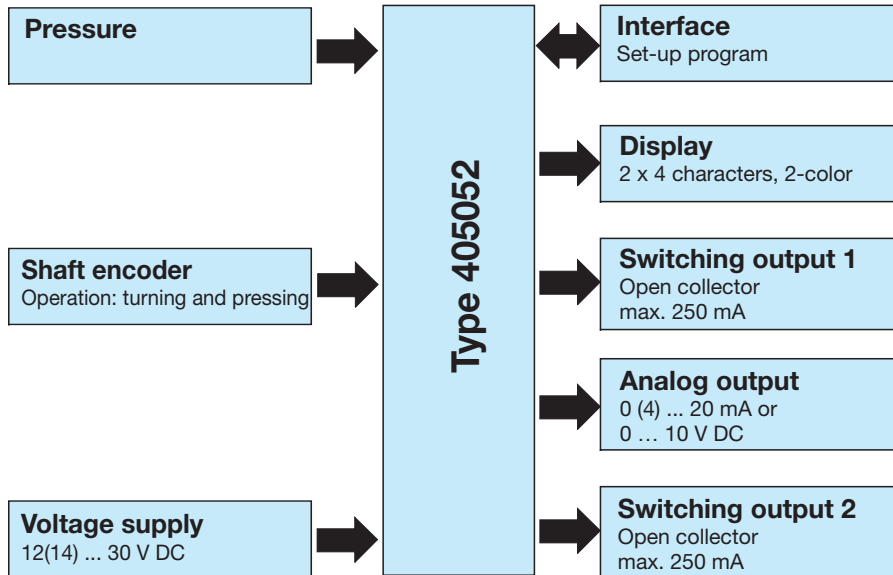 Pressure
Shaft encoder
Operation: turning and pressing
Voltage supply
12(14) ... 30 V DC
Type 405052
Interface
Set-up program
Display
2 x 4 characters, 2-color
Switching output 1
Open collector
max. 250 mA
Analog output
0 (4) ... 20 mA or
0 … 10 V DC
Switching output 2
Open collector
max. 250 mA